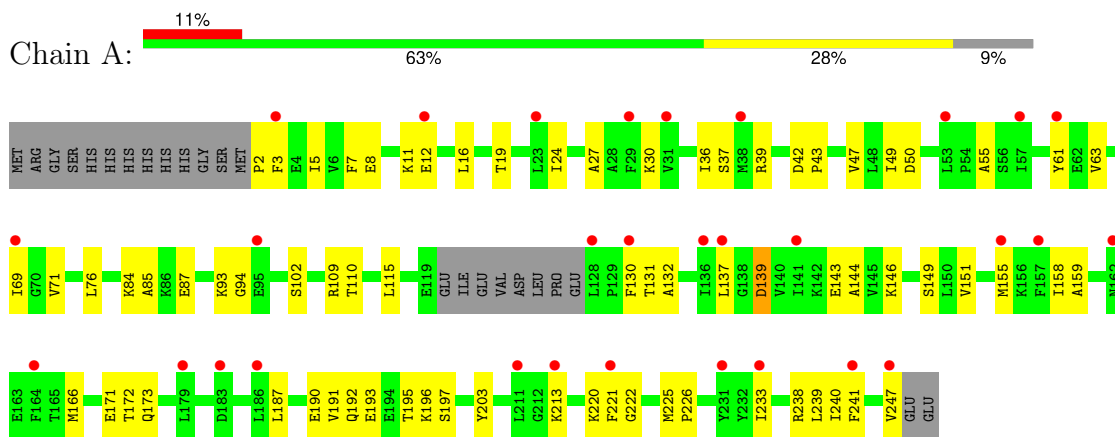 11%
Chain A:
63% 28% 9%
MET ARG GLY SER HIS HIS HIS HIS HIS HIS GLY SER MET P2 F3 E4 I5 V6 F7 E8 K11 E12 L16 T19 L23 I24 A27 A28 F29 K30 V31 I36 S37 M38 R39 D42 P43 V47 L48 I49 D50 L53 P54 A55 S56 I57 Y61 E62 V63
I69 G70 V71 L76 K84 A85 K86 E87 K93 G94 E95 S102 R109 T110 L115 E119 GLU ILE GLU VAL ASP LEU PRO GLU L128 P129 F130 T131 A132 I136 L137 G138 D139 V140 I141 K142 E143 A144 V145 K146 S149 L150 V151 M155 K156 F157 I158 A159 N162
E163 F164 T165 M166 E171 T172 Q173 L179 D183 L186 L187 E190 V191 Q192 E193 E194 T195 K196 S197 Y203 L211 G212 K213 K220 F221 G222 M225 P226 Y231 Y232 I233 R238 L239 I240 F241 V247 GLU GLU